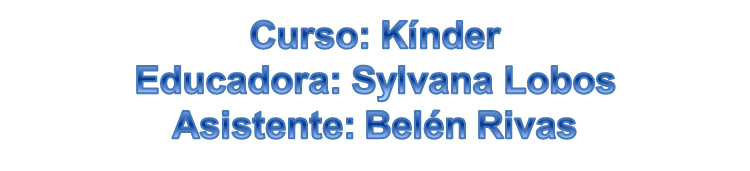 Curso: Kínder
Educadora: Sylvana Lobos
Asistente: Belén Rivas